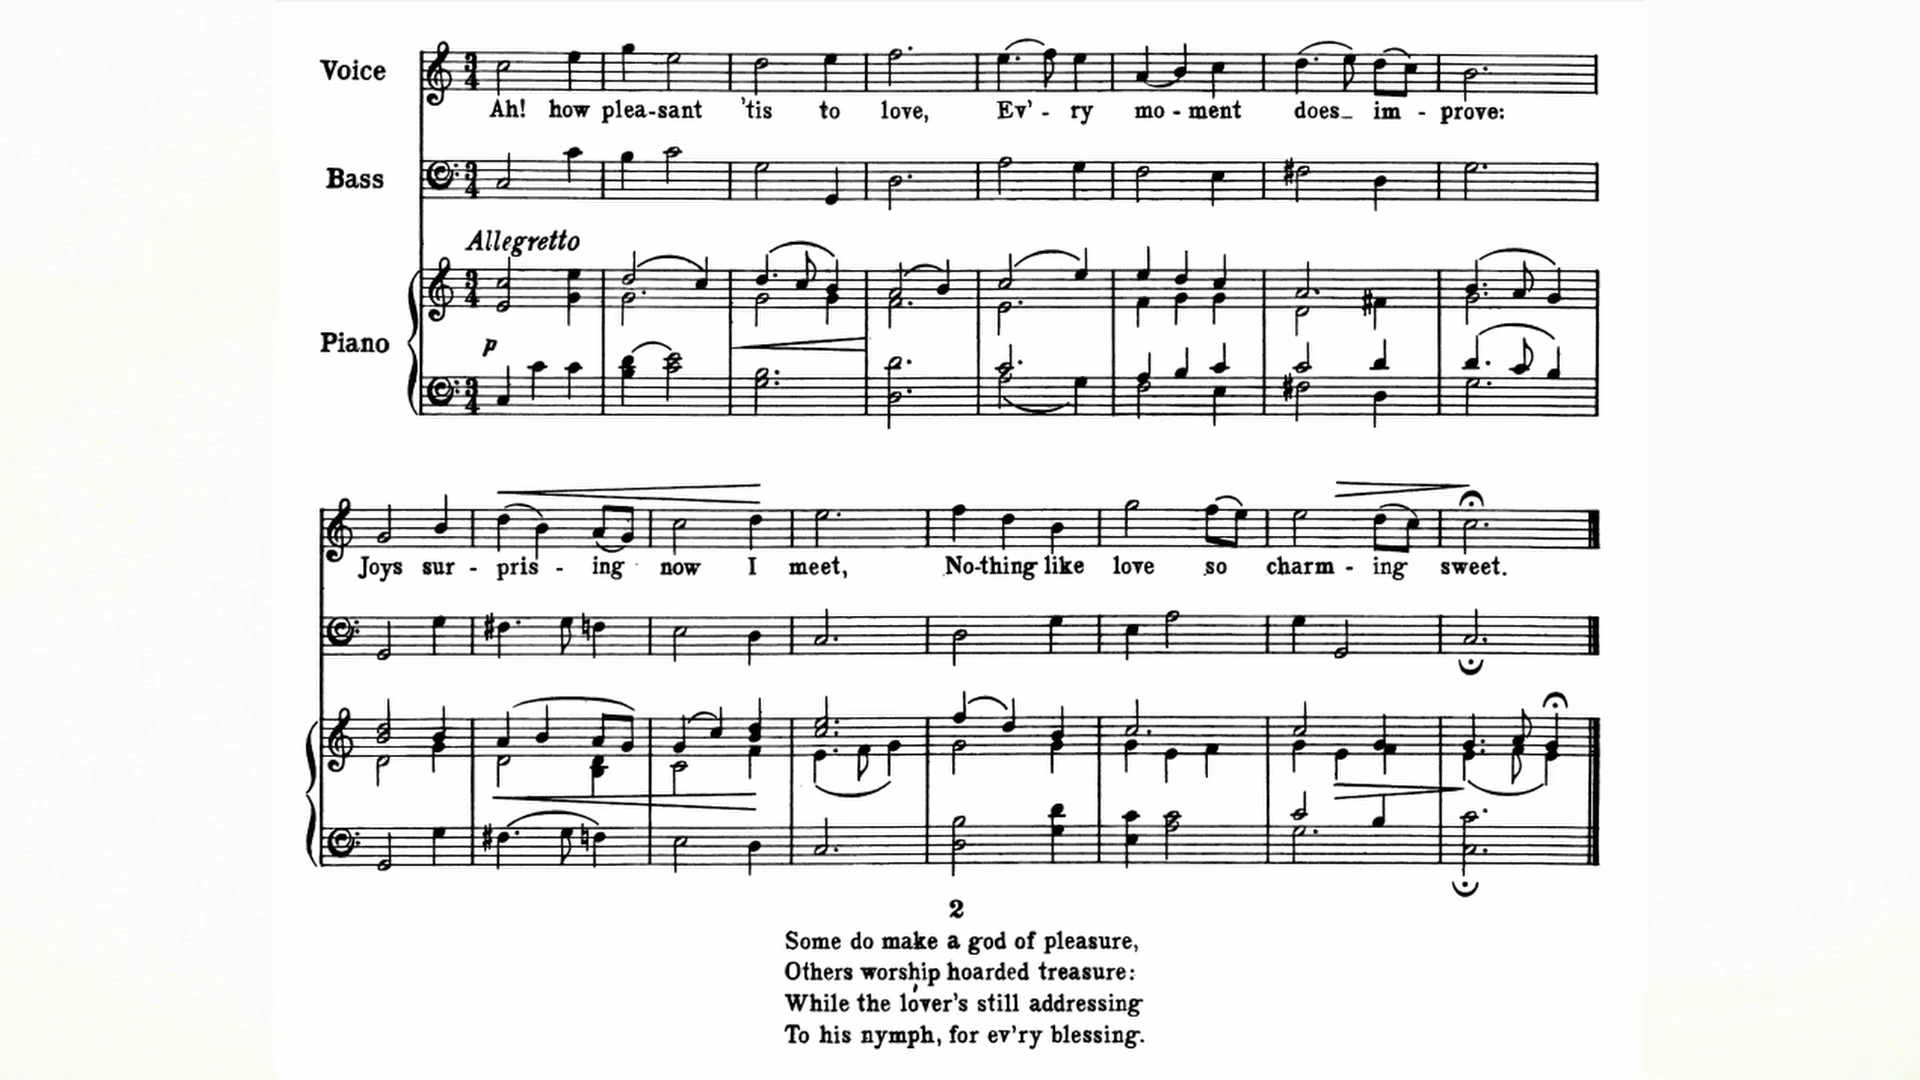 Voice
Ah! how plea-sant 'tis to love, Ev'-ry mo-ment does_ im-prove:
Bass
Allegretto
Piano
p
Joys sur-pris-ing now I meet, No-thing like love so charm-ing sweet.
2
Some do make a god of pleasure,
Others worship hoarded treasure:
While the lover's still addressing
To his nymph, for ev'ry blessing.